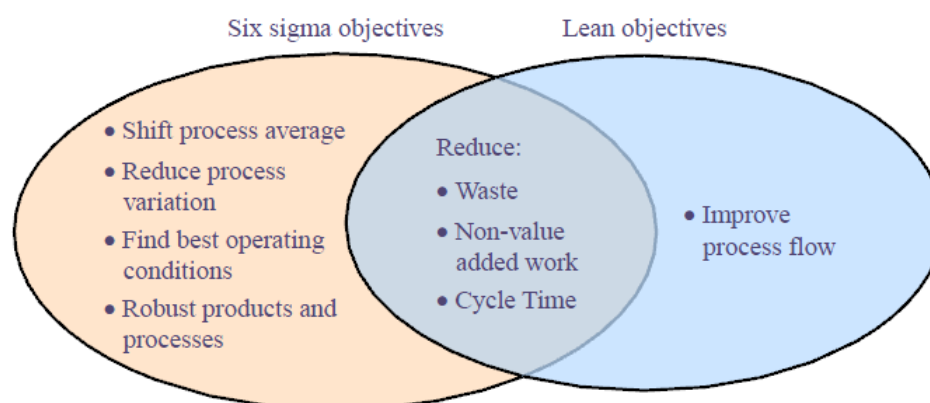 Six sigma objectives
Lean objectives
• Shift process average
• Reduce process
variation
• Find best operating
conditions
• Robust products and
processes
Reduce:
• Waste
• Non-value
added work
• Cycle Time
• Improve
process flow